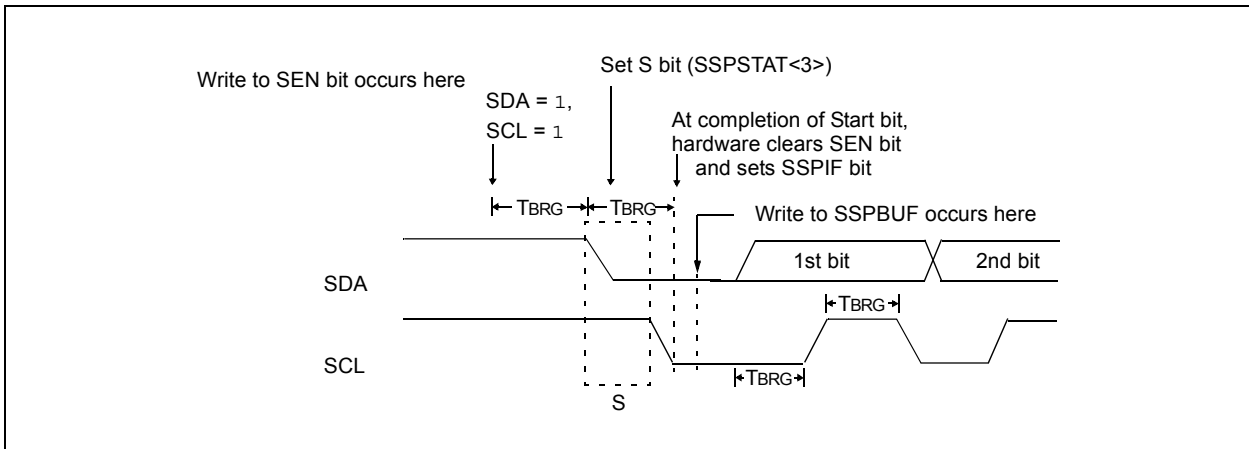 Write to SEN bit occurs here
Set S bit (SSPSTAT<3>)
SDA = 1,
SCL = 1
At completion of Start bit,
hardware clears SEN bit
and sets SSPIF bit
TBRG
TBRG
Write to SSPBUF occurs here
SDA
1st bit
2nd bit
TBRG
SCL
TBRG
S